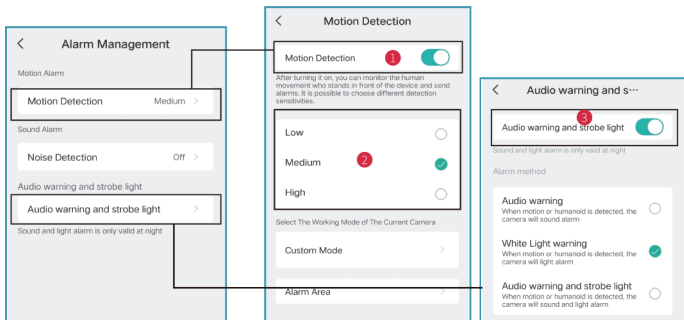 Alarm Management
Motion Alarm
Motion Detection Medium
Sound Alarm
Noise Detection Off
Audio warning and strobe light
Audio warning and strobe light
Sound and light alarm is only valid at night
Motion Detection
Motion Detection 1
After turning it on, you can monitor the human
movement who stands in front of the device and send
alarms. It is possible to choose different detection
sensitivities.
Low
Medium 2
High
Select The Working Mode of The Current Camera
Custom Mode
Alarm Area
Audio warning and s···
3
Audio warning and strobe light
Sound and light alarm is only valid at night
Alarm method
Audio warning
When motion or humanoid is detected, the
camera will sound alarm
White Light warning
When motion or humanoid is detected, the
camera will light alarm
Audio warning and strobe light
When motion or humanoid is detected, the
camera will sound and light alarm